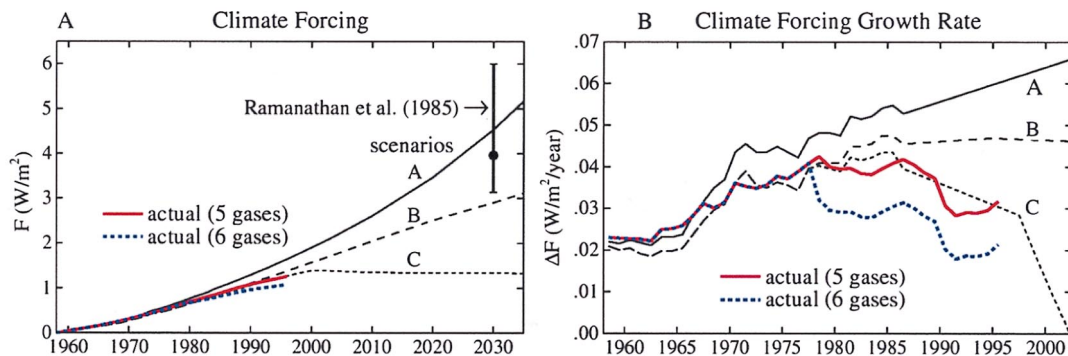 A Climate Forcing
6
5
4
3
2
1
0
F (W/m²)
Ramanathan et al. (1985)
scenarios
A
B
C
actual (5 gases)
actual (6 gases)
1960 1970 1980 1990 2000 2010 2020 2030
B Climate Forcing Growth Rate
.07
.06
.05
.04
.03
.02
.01
.00
ΔF (W/m²/year)
A
B
C
actual (5 gases)
actual (6 gases)
1960 1965 1970 1975 1980 1985 1990 1995 2000